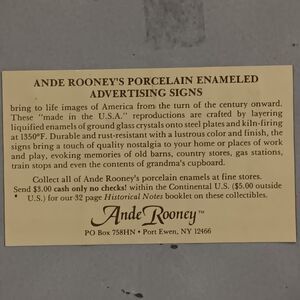 ANDE ROONEY'S PORCELAIN ENAMELED
ADVERTISING SIGNS
bring to life images of America from the turn of the century onward.
These "made in the U.S.A." reproductions are crafted by layering
liquified enamels of ground glass crystals onto steel plates and kiln-firing
at 1350°F. Durable and rust-resistant with a lustrous color and finish, the
signs bring a touch of quality nostalgia to your home or places of work
and play, evoking memories of old barns, country stores, gas stations,
train stops and even the contents of grandma's cupboard.
Collect all of Ande Rooney's porcelain enamels at fine stores.
Send $3.00 cash only no checks! within the Continental U.S. ($5.00 outside
U.S.) for our 32 page Historical Notes booklet on these collectibles.
Ande Rooney™
PO Box 758HN • Port Ewen, NY 12466